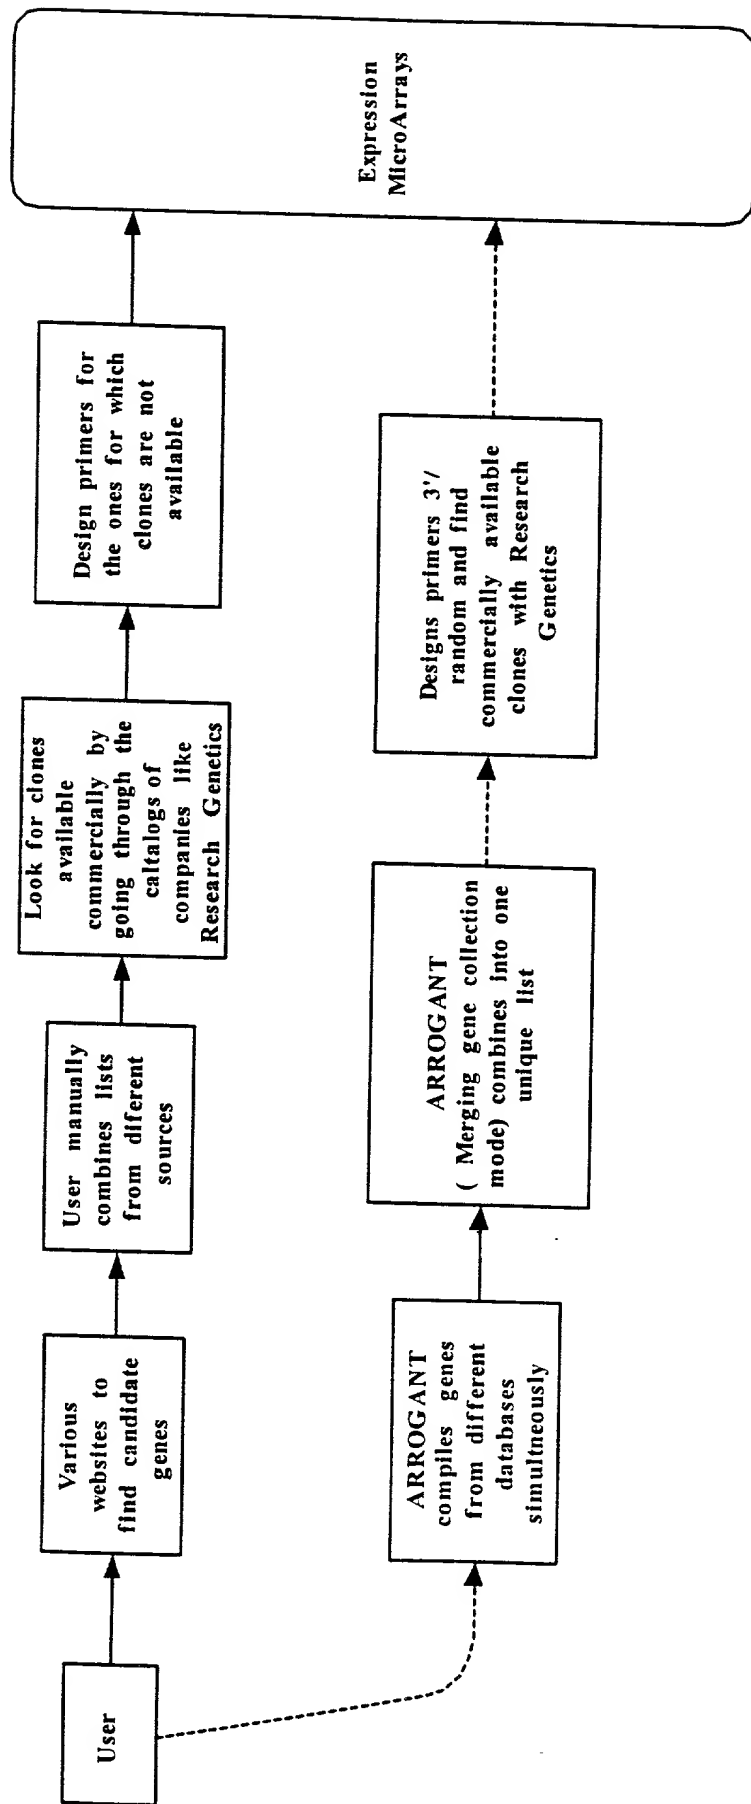 User
Various
websites to
find candidate
genes
User manually
combines lists
from diferent
sources
Look for clones
available
commercially by
going through the
caltalogs of
companies like
Research Genetics
Design primers for
the ones for which
clones are not
available
ARROGANT
compiles genes
from different
databases
simultneously
ARROGANT
( Merging gene collection
mode) combines into one
unique list
Designs primers 3'/
random and find
commercially available
clones with Research
Genetics
Expression
MicroArrays